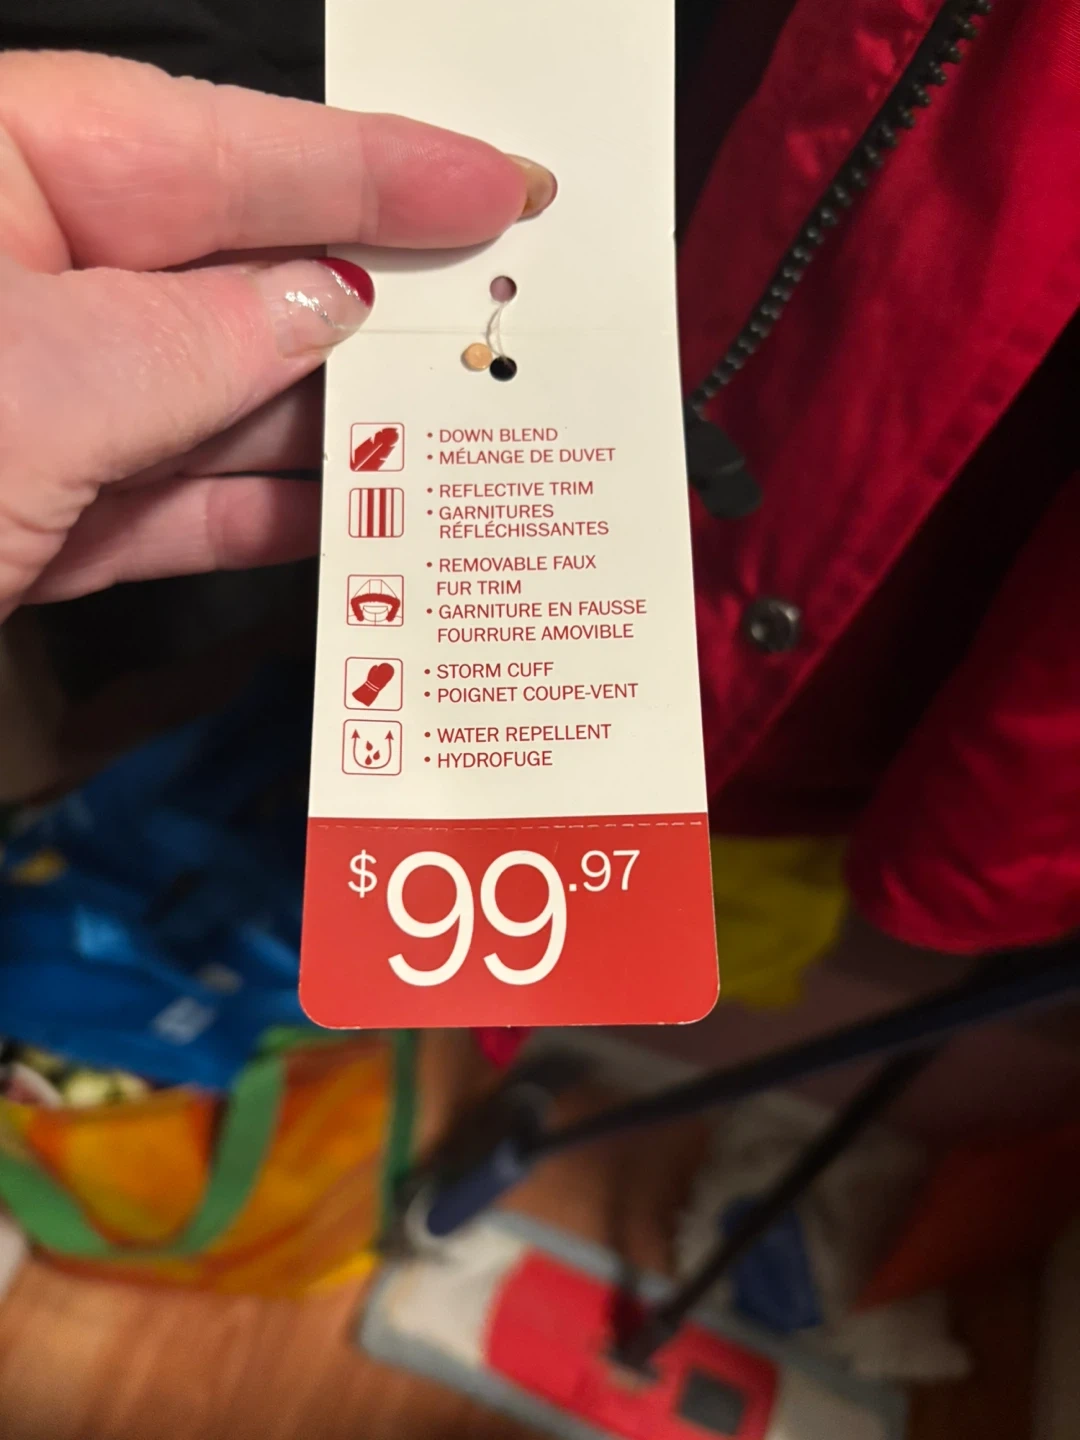 • DOWN BLEND
• MÉLANGE DE DUVET
• REFLECTIVE TRIM
• GARNITURES
RÉFLÉCHISSANTES
• REMOVABLE FAUX
FUR TRIM
• GARNITURE EN FAUSSE
FOURRURE AMOVIBLE
• STORM CUFF
• POIGNET COUPE-VENT
• WATER REPELLENT
• HYDROFUGE
$99.97